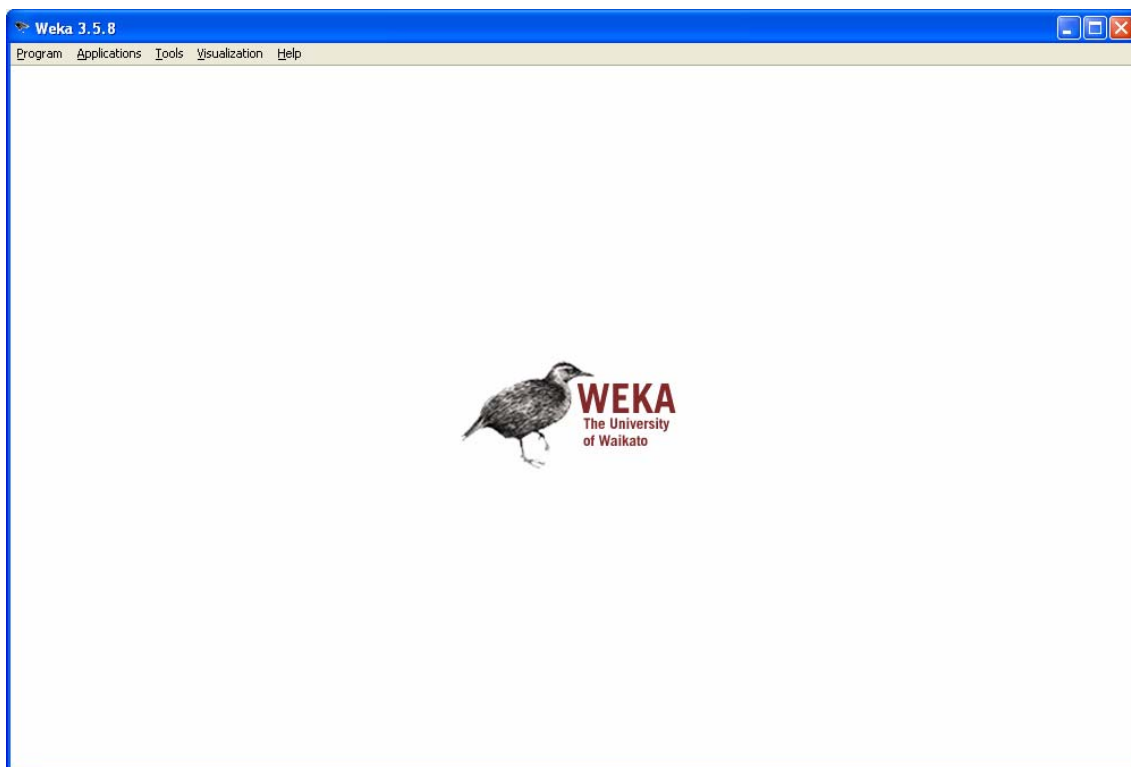 Weka 3.5.8
Program Applications Tools Visualization Help
WEKA
The University
of Waikato